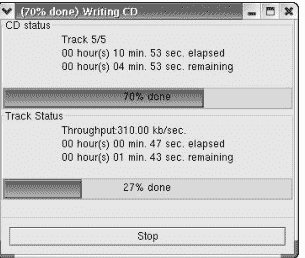 (70% done) Writing CD
CD status
Track 5/5
00 hour(s) 10 min. 53 sec. elapsed
00 hour(s) 04 min. 53 sec. remaining
70% done
Track Status
Throughput:310.00 kb/sec.
00 hour(s) 00 min. 47 sec. elapsed
00 hour(s) 01 min. 43 sec. remaining
27% done
Stop